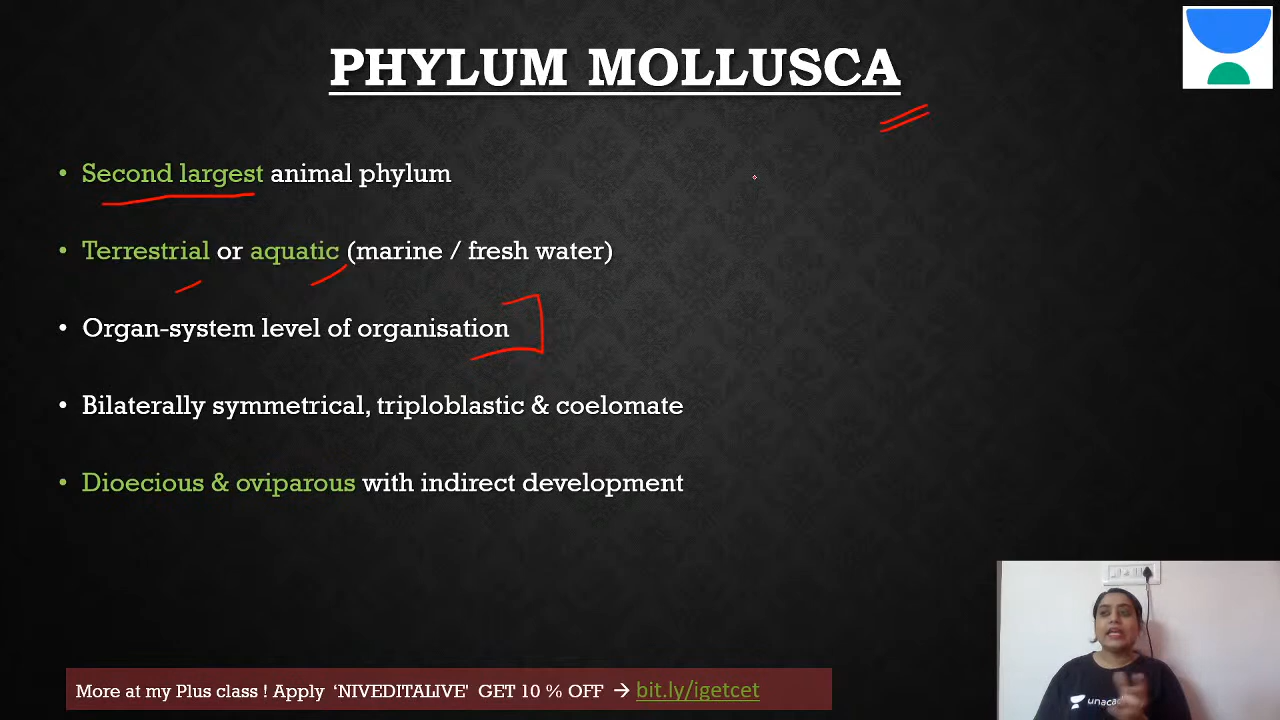 PHYLUM MOLLUSCA
• Second largest animal phylum
• Terrestrial or aquatic (marine / fresh water)
• Organ-system level of organisation
• Bilaterally symmetrical, triploblastic & coelomate
• Dioecious & oviparous with indirect development
More at my Plus class ! Apply ‘NIVEDITALIVE’ GET 10 % OFF → bit.ly/igetcet